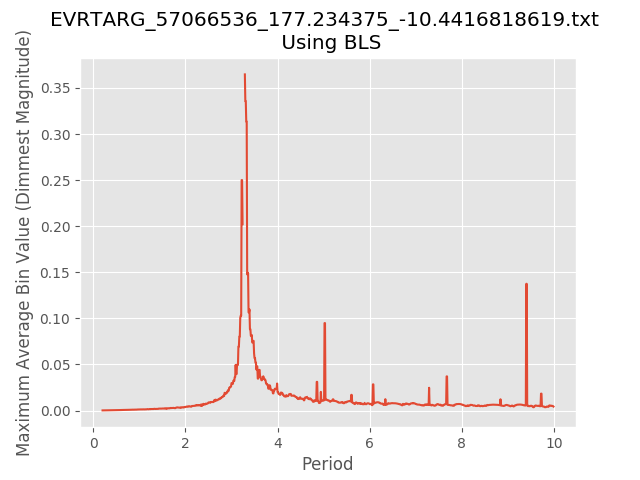 EVRTARG_57066536_177.234375_-10.4416818619.txt
Using BLS
Maximum Average Bin Value (Dimmest Magnitude)
0.35
0.30
0.25
0.20
0.15
0.10
0.05
0.00
0 2 4 6 8 10
Period